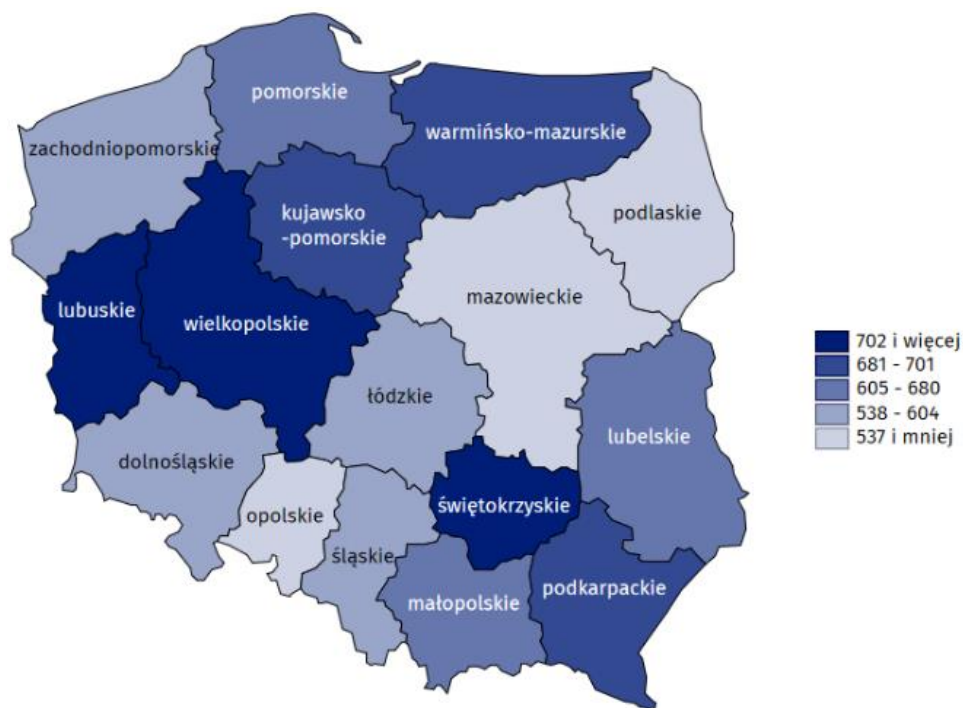 pomorskie
warmińsko-mazurskie
zachodniopomorskie
podlaskie
kujawsko
-pomorskie
mazowieckie
lubuskie
wielkopolskie
łódzkie
lubelskie
dolnośląskie
świętokrzyskie
opolskie
śląskie
podkarpackie
małopolskie
702 i więcej
681 - 701
605 - 680
538 - 604
537 i mniej